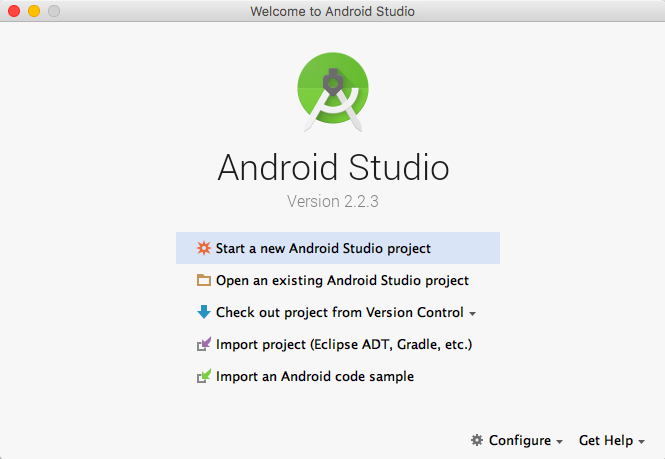 Welcome to Android Studio
Android Studio
Version 2.2.3
Start a new Android Studio project
Open an existing Android Studio project
Check out project from Version Control
Import project (Eclipse ADT, Gradle, etc.)
Import an Android code sample
Configure Get Help